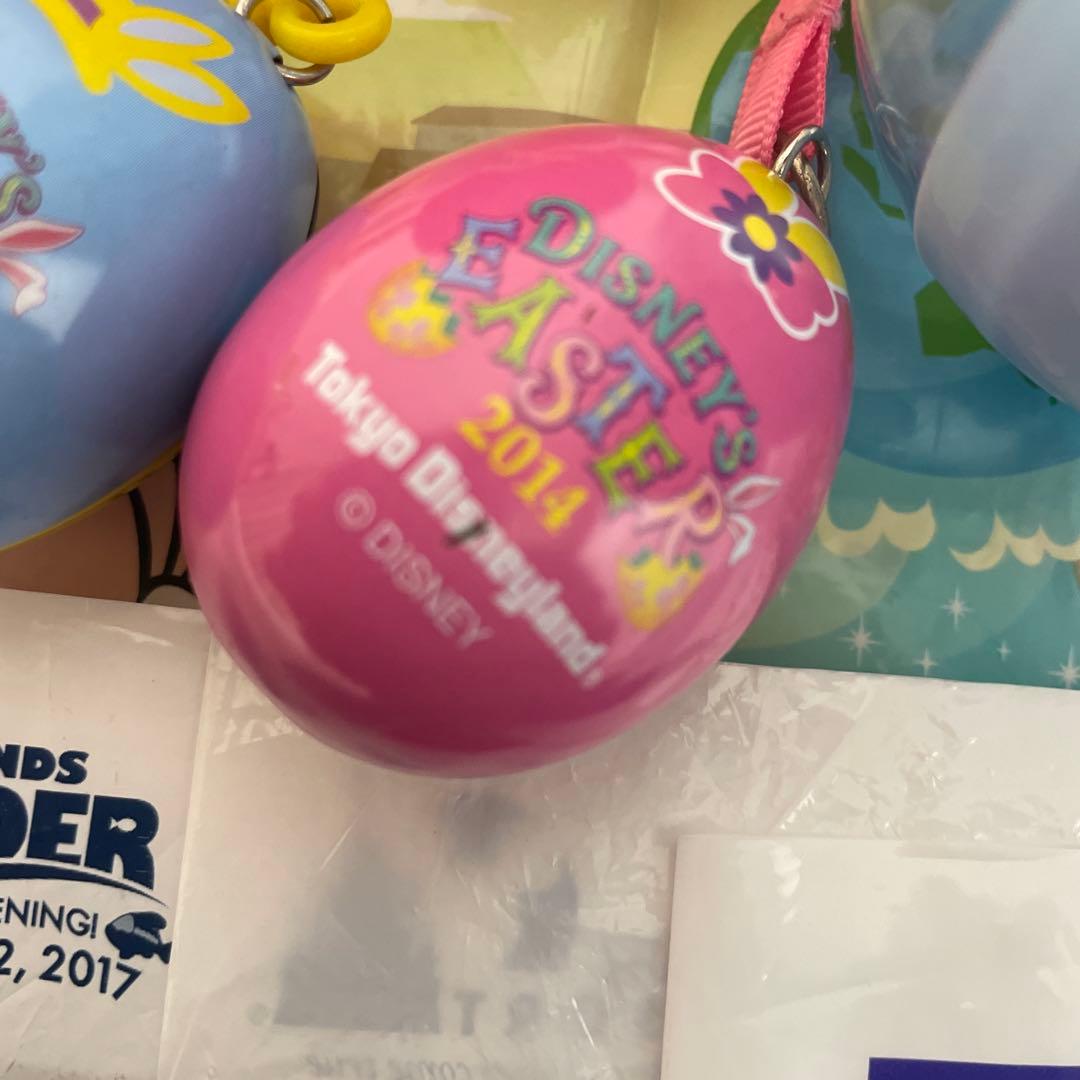 DISNEY'S
EASTER
2014
Tokyo Disneyland®
© DISNEY
NDS
DER
ENING!
2, 2017